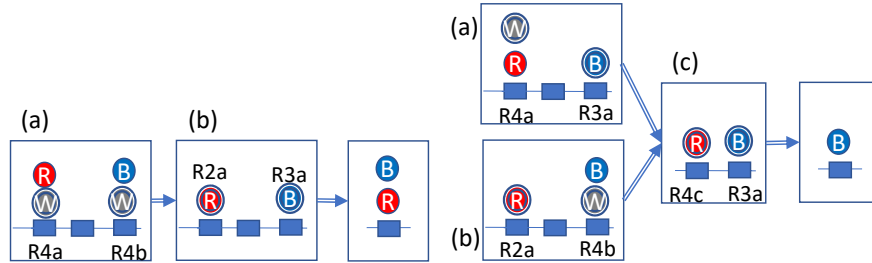 (a)
R B
W W
R4a R4b
(b)
R2a R3a
R B
B
R
(a)
W
R B
R4a R3a
(b)
B
R W
R2a R4b
(c)
R B
R4c R3a
B